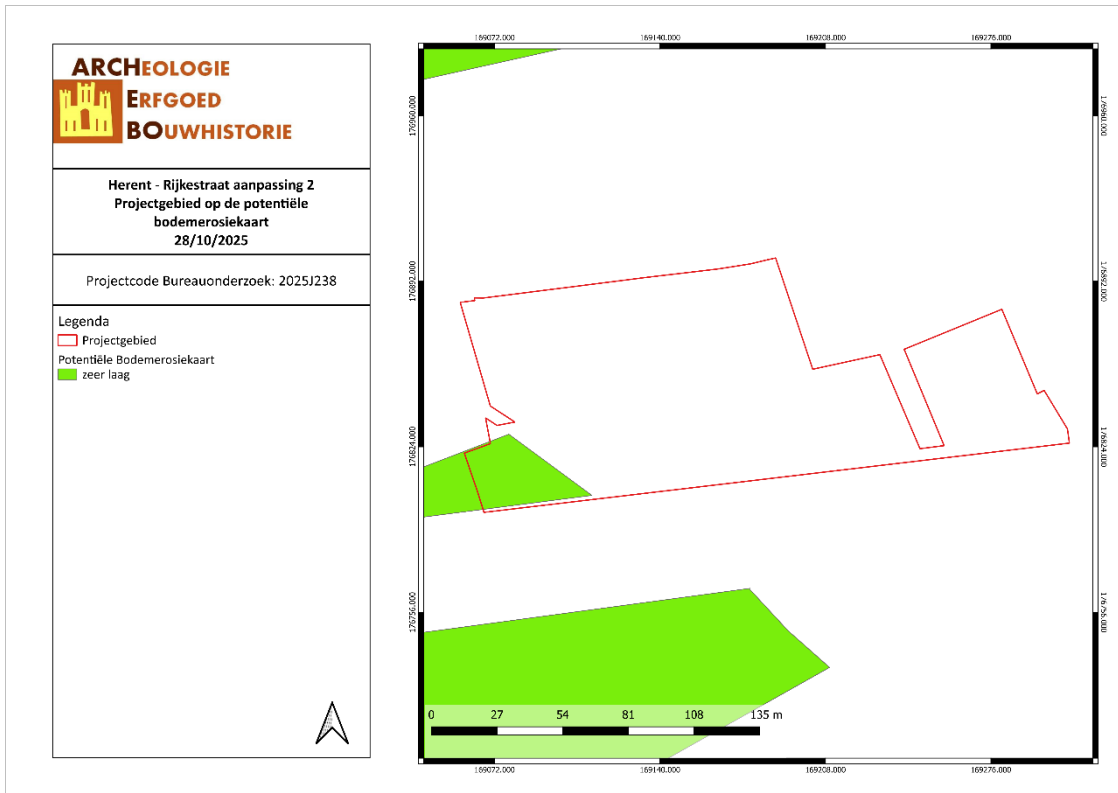 ARCHEOLOGIE
ERFGOED
BOUWHISTORIE
Herent - Rijkestraat aanpassing 2
Projectgebied op de potentiële
bodemerosiekaart
28/10/2025
Projectcode Bureauonderzoek: 2025J238
Legenda
Projectgebied
Potentiële Bodemerosiekaart
zeer laag
169072.000 169140.000 169208.000 169276.000
176960.000 176960.000
176892.000 176892.000
176824.000 176824.000
176756.000 176756.000
0 27 54 81 108 135 m
169072.000 169140.000 169208.000 169276.000